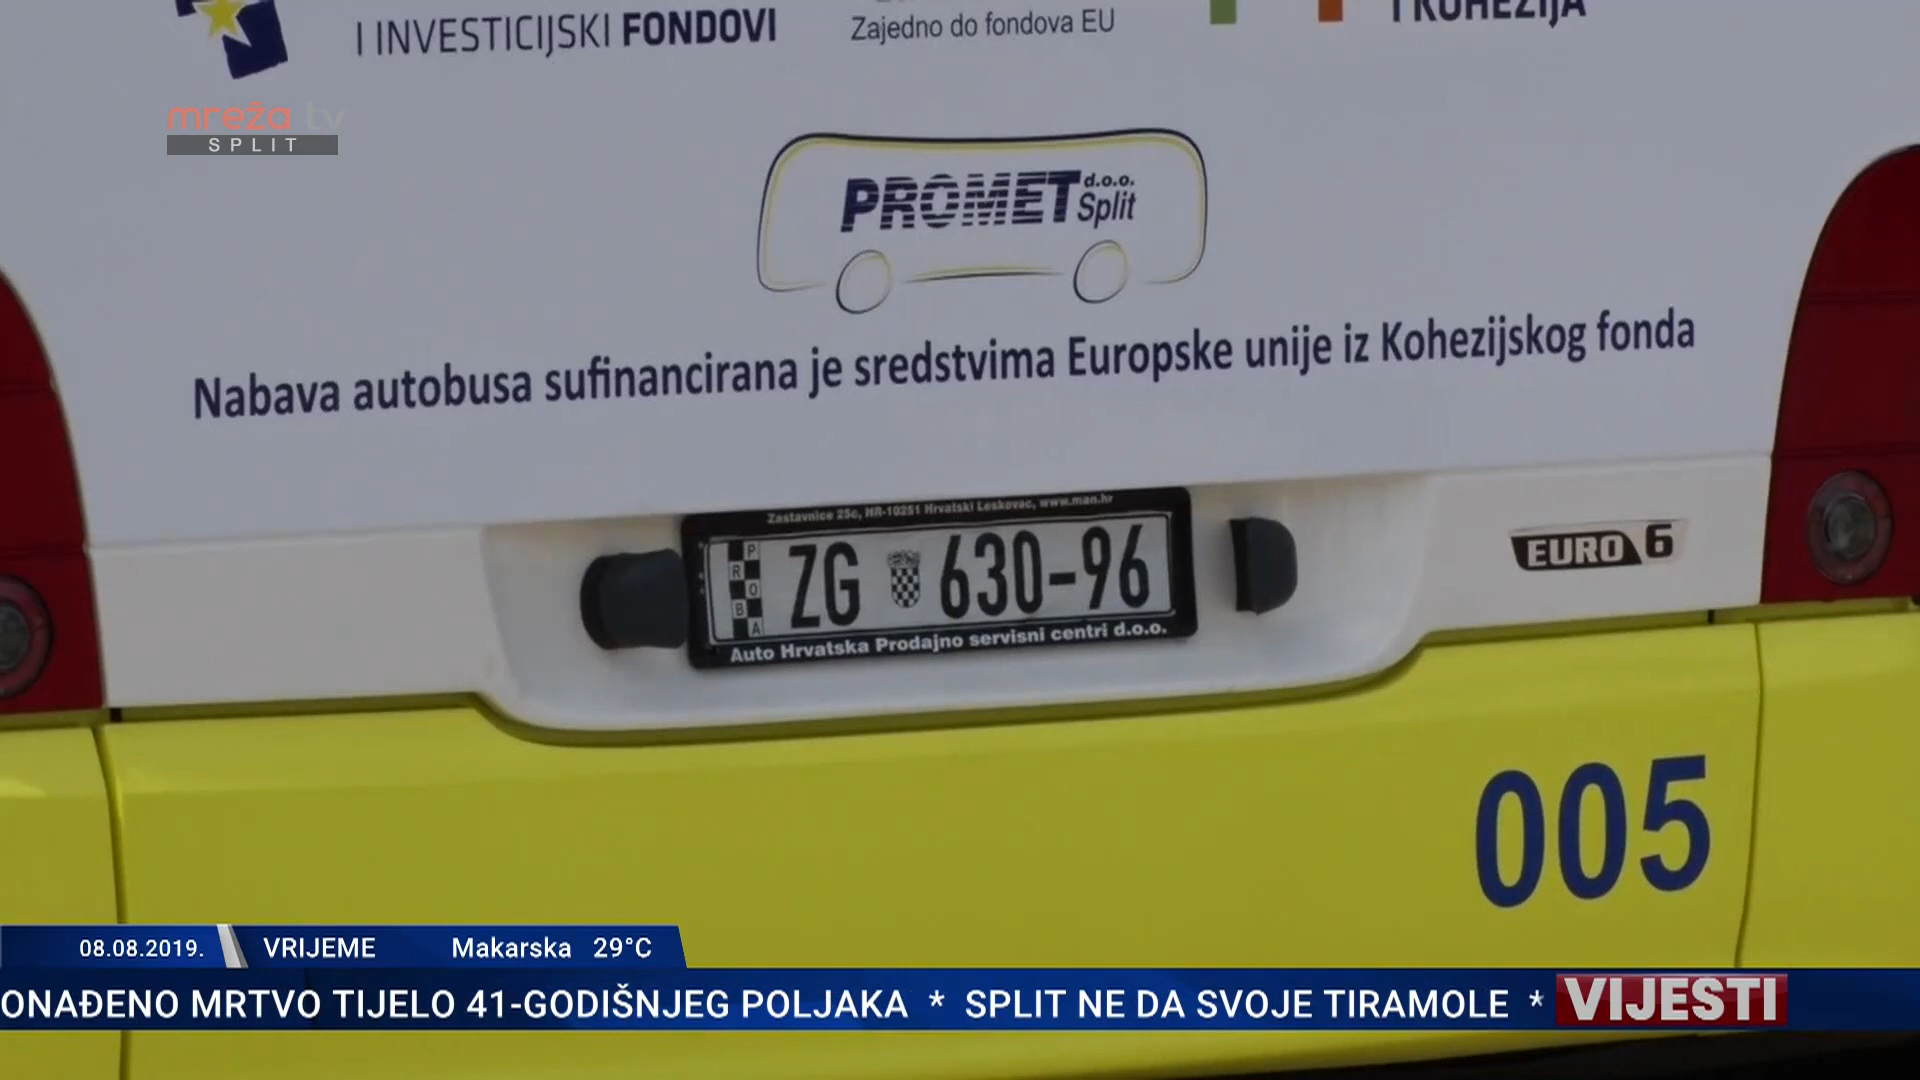 I INVESTICIJSKI FONDOVI
Zajedno do fondova EU
I KOHEZIJA
mreža tv
SPLIT
PROMET d.o.o.
Split
Nabava autobusa sufinancirana je sredstvima Europske unije iz Kohezijskog fonda
Zastavnice 25c, HR-10251 Hrvatski Leskovac, www.man.hr
PROBA ZG 630-96
Auto Hrvatska Prodajno servisni centri d.o.o.
EURO 6
005
08.08.2019. VRIJEME Makarska 29°C
ONAĐENO MRTVO TIJELO 41-GODIŠNJEG POLJAKA * SPLIT NE DA SVOJE TIRAMOLE *
VIJESTI